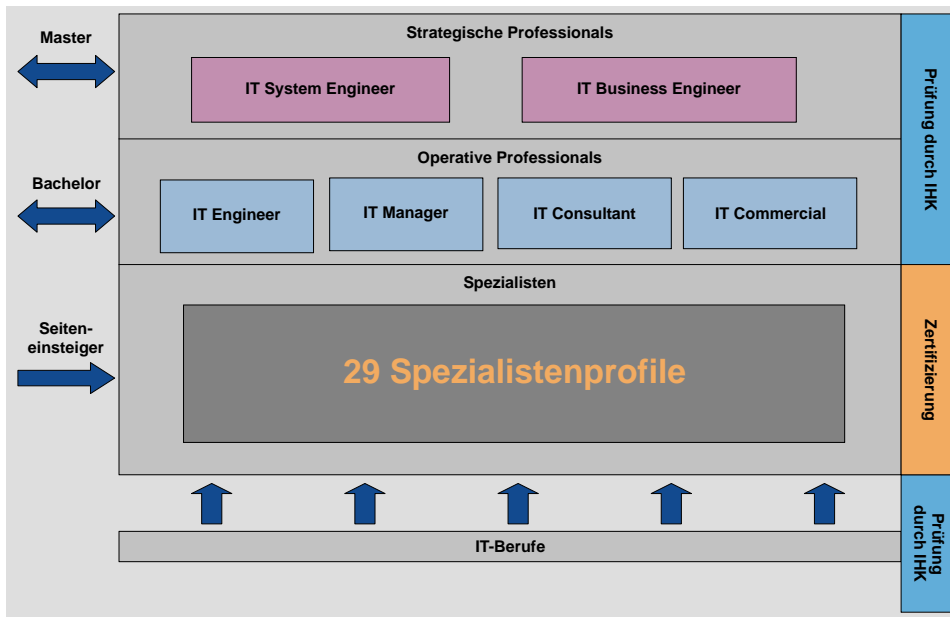 Master
Strategische Professionals
IT System Engineer
IT Business Engineer
Prüfung durch IHK
Bachelor
Operative Professionals
IT Engineer
IT Manager
IT Consultant
IT Commercial
Seiten-
einsteiger
Spezialisten
29 Spezialistenprofile
Zertifizierung
IT-Berufe
Prüfung
durch IHK